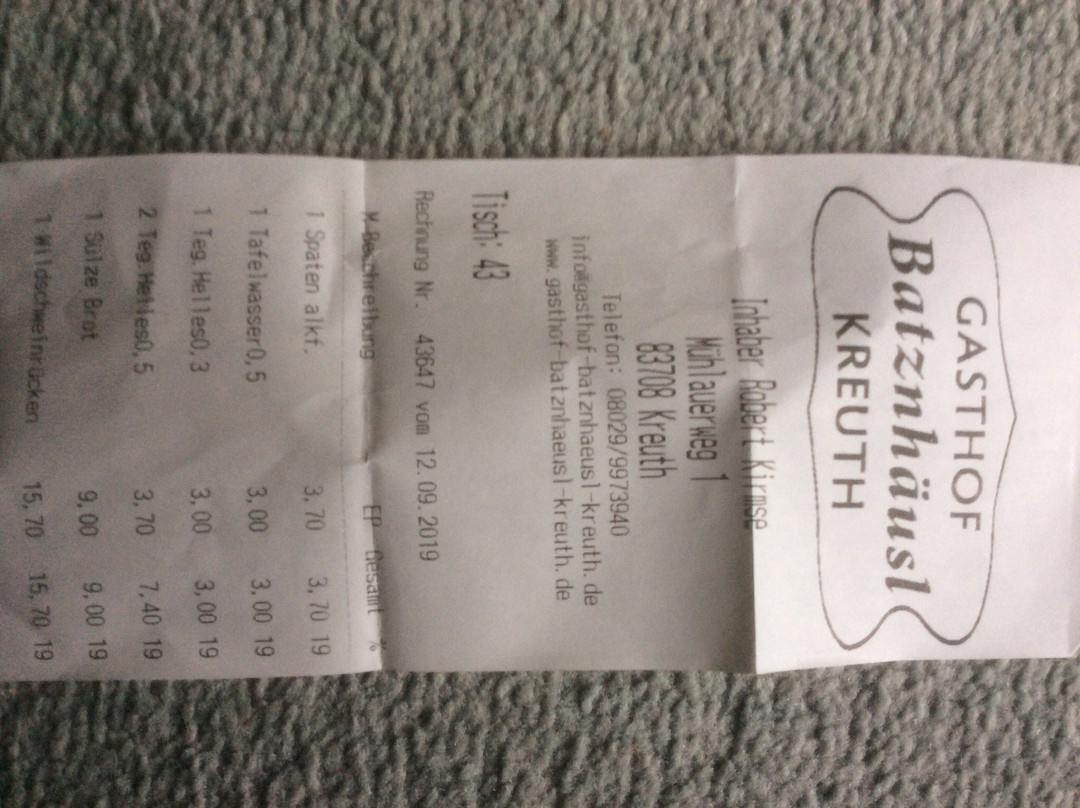 GASTHOF
Batznhäusl
KREUTH
Inhaber Robert Kirmse
Mühlauerweg 1
83708 Kreuth
Telefon: 08029/9973940
info@gasthof-batznhaeusl-kreuth.de
www.gasthof-batznhaeusl-kreuth.de
Tisch: 43
Rechnung Nr. 43647 vom 12.09.2019
M Beschreibung EP Gesamt %
1 Spaten alkf. 3,70 3,70 19
1 Tafelwasser0,5 3,00 3,00 19
1 Teg.Helles0,3 3,00 3,00 19
2 Teg.Helles0,5 3,70 7,40 19
1 Sülze Brot 9,00 9,00 19
1 Wildschweinrücken 15,70 15,70 19